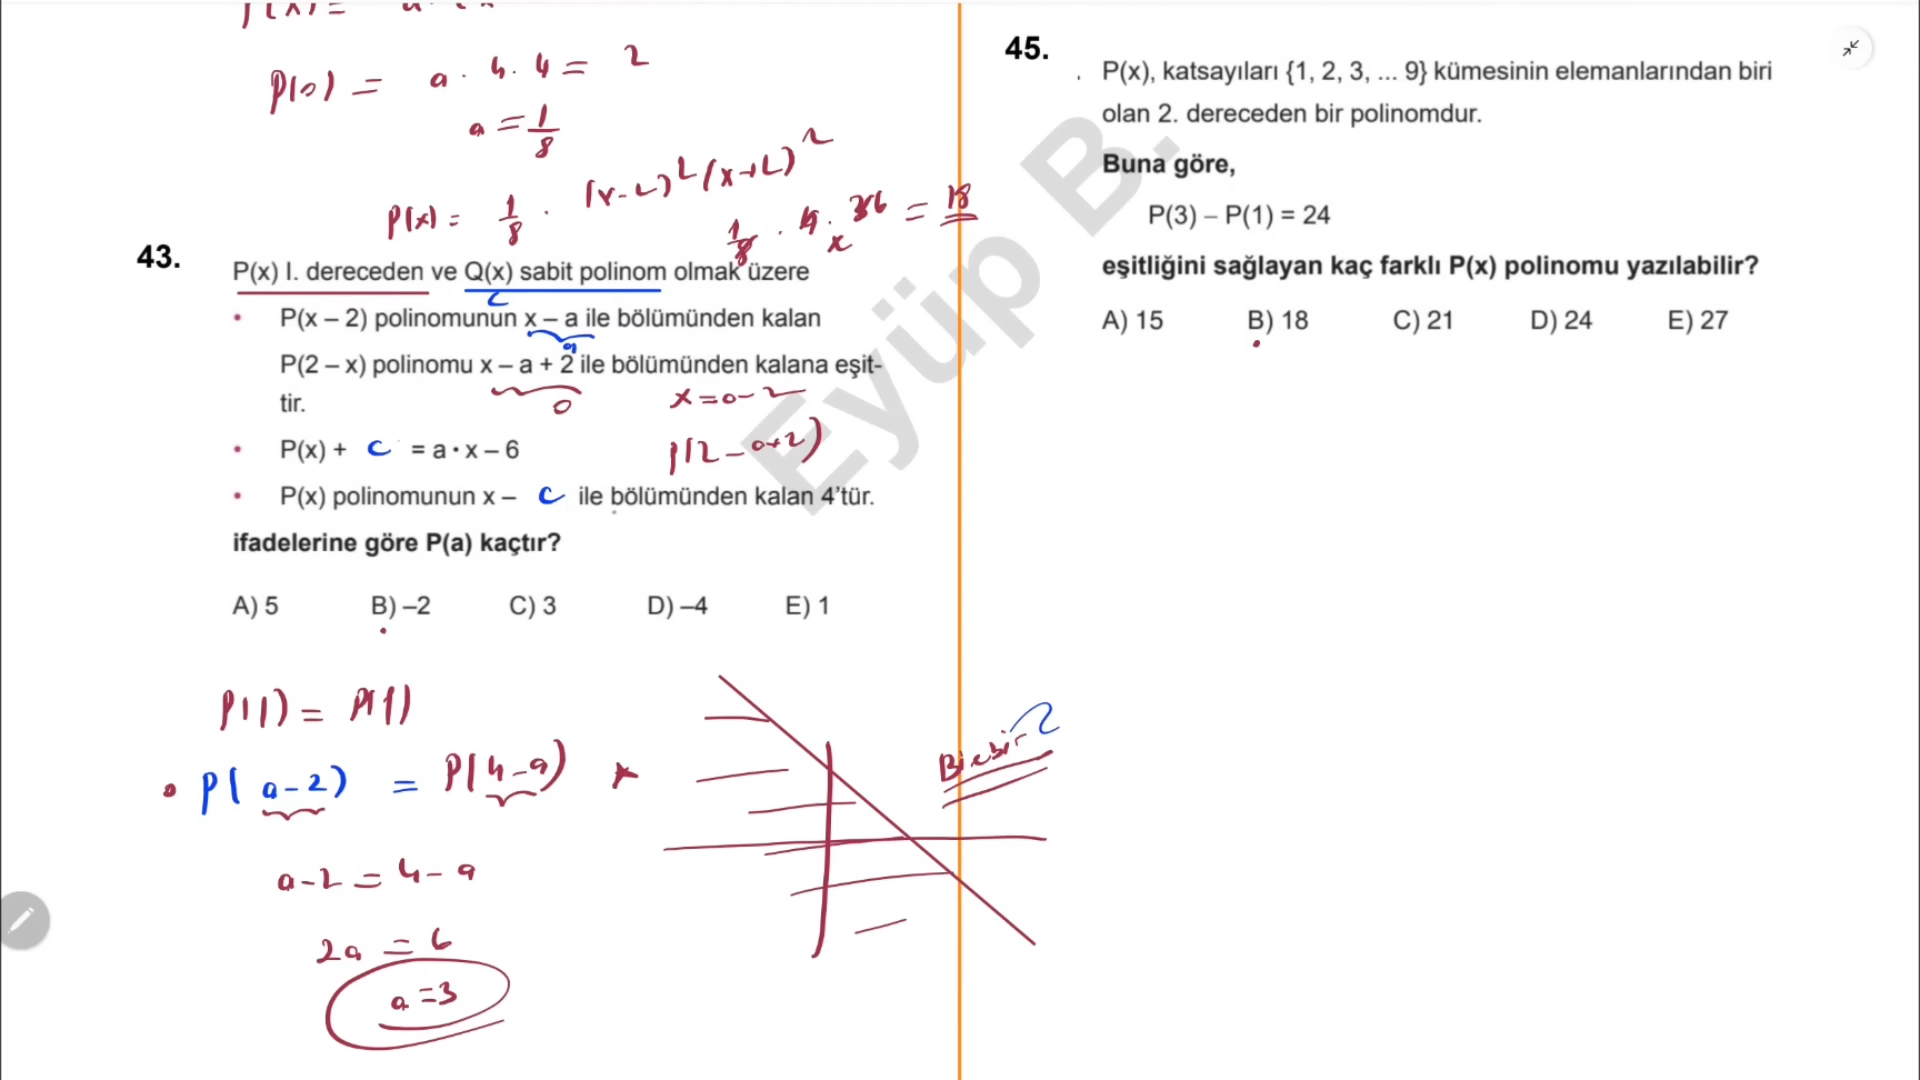 P(0) = a · 4 · 4 = 2
a = 1/8
P(x) = 1/8 · (x-2)²(x+2)²
1/8 · 4 · 36 = 18
43.
P(x) I. dereceden ve Q(x) sabit polinom olmak üzere
c
• P(x – 2) polinomunun x – a ile bölümünden kalan
a
P(2 – x) polinomu x – a + 2 ile bölümünden kalana eşit-
tir.
0
x = a - 2
• P(x) + c = a • x – 6
P(2 - a+2)
• P(x) polinomunun x – c ile bölümünden kalan 4'tür.
ifadelerine göre P(a) kaçtır?
A) 5 B) –2 C) 3 D) –4 E) 1
P(1) = P(1)
• P(a-2) = P(4-a)
a-2 = 4-a
2a = 6
a = 3
Birebir
45.
P(x), katsayıları {1, 2, 3, ... 9} kümesinin elemanlarından biri
olan 2. dereceden bir polinomdur.
Buna göre,
P(3) – P(1) = 24
eşitliğini sağlayan kaç farklı P(x) polinomu yazılabilir?
A) 15 B) 18 C) 21 D) 24 E) 27
Eyüp B.